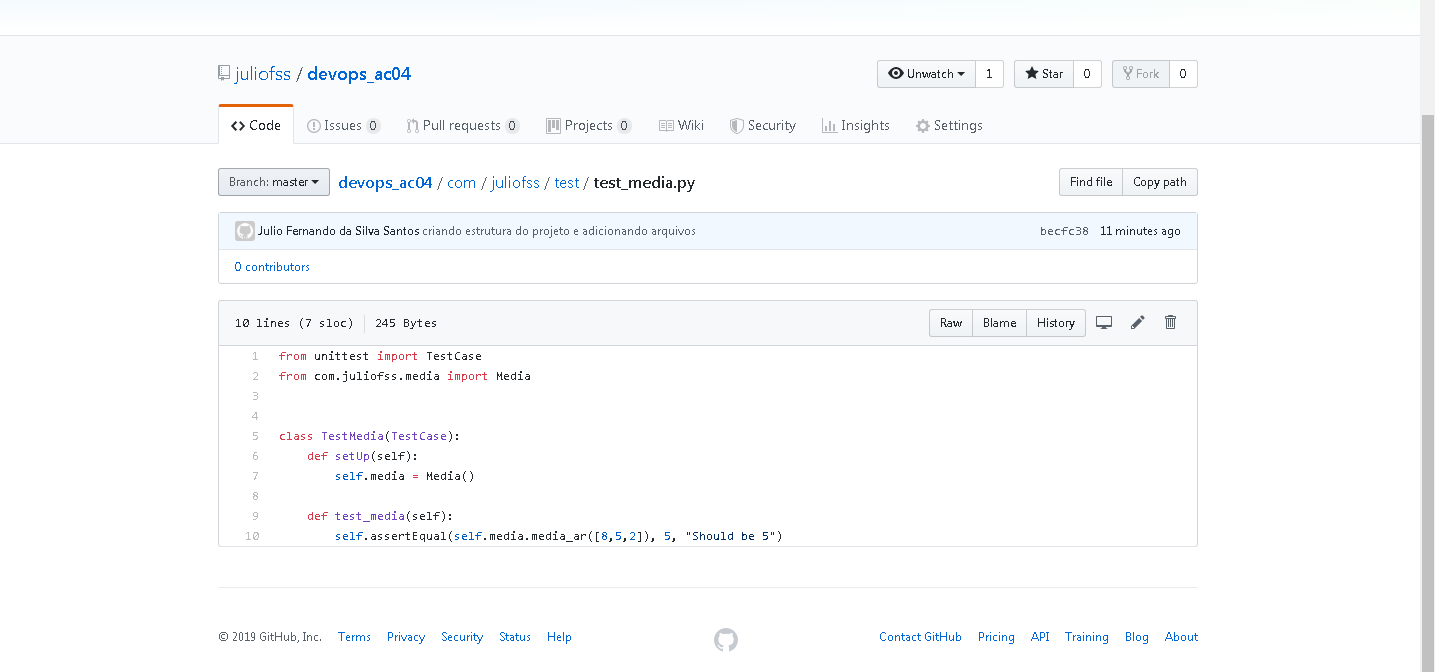 juliofss / devops_ac04
Unwatch 1 Star 0 Fork 0
Code Issues 0 Pull requests 0 Projects 0 Wiki Security Insights Settings
Branch: master devops_ac04 / com / juliofss / test / test_media.py Find file Copy path
Julio Fernando da Silva Santos criando estrutura do projeto e adicionando arquivos becfc38 11 minutes ago
0 contributors
10 lines (7 sloc) 245 Bytes Raw Blame History
1 from unittest import TestCase
2 from com.juliofss.media import Media
3
4
5 class TestMedia(TestCase):
6 def setUp(self):
7 self.media = Media()
8
9 def test_media(self):
10 self.assertEqual(self.media.media_ar([8,5,2]), 5, "Should be 5")
© 2019 GitHub, Inc. Terms Privacy Security Status Help Contact GitHub Pricing API Training Blog About